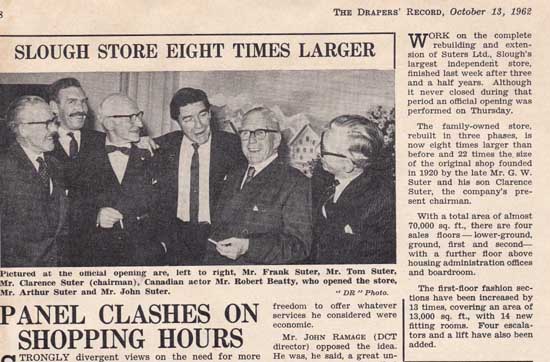 8
THE DRAPERS' RECORD, October 13, 1962
SLOUGH STORE EIGHT TIMES LARGER
Pictured at the official opening are, left to right, Mr. Frank Suter, Mr. Tom Suter,
Mr. Clarence Suter (chairman), Canadian actor Mr. Robert Beatty, who opened the store,
Mr. Arthur Suter and Mr. John Suter.
" DR " Photo.
WORK on the complete
rebuilding and exten-
sion of Suters Ltd., Slough's
largest independent store,
finished last week after three
and a half years. Although
it never closed during that
period an official opening was
performed on Thursday.
The family-owned store,
rebuilt in three phases, is
now eight times larger than
before and 22 times the size
of the original shop founded
in 1920 by the late Mr. G. W.
Suter and his son Clarence
Suter, the company's pre-
sent chairman.
With a total area of almost
70,000 sq. ft., there are four
sales floors—lower-ground,
ground, first and second—
with a further floor above
housing administration offices
and boardroom.
The first-floor fashion sec-
tions have been increased by
13 times, covering an area of
13,000 sq. ft., with 14 new
fitting rooms. Four escala-
tors and a lift have also been
added.
PANEL CLASHES ON
SHOPPING HOURS
STRONGLY divergent views on the need for more
freedom to offer whatever
services he considered were
economic.
Mr. JOHN RAMAGE (DCT
director) opposed the idea.
He was, he said, a great un-